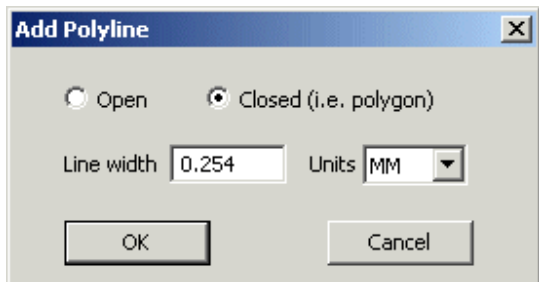 Add Polyline
Open Closed (i.e. polygon)
Line width 0.254 Units MM
OK Cancel